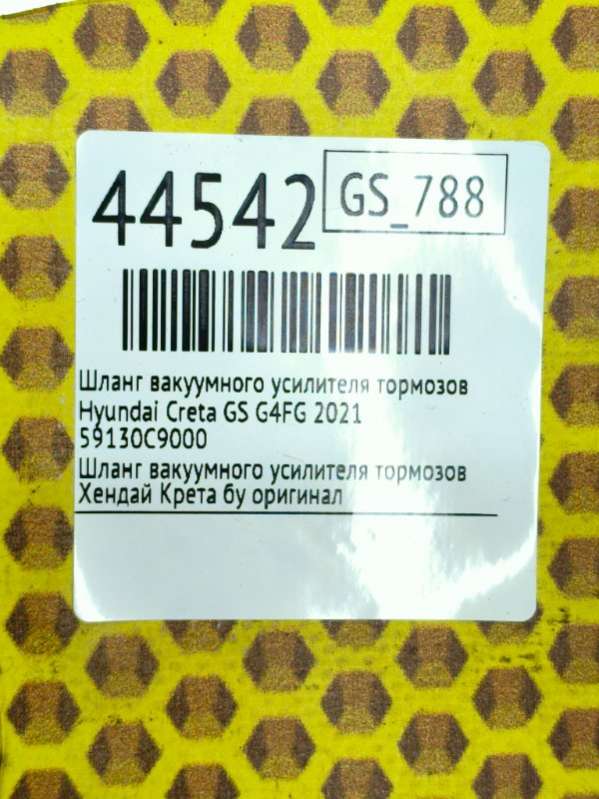 44542
GS_788
Шланг вакуумного усилителя тормозов
Hyundai Creta GS G4FG 2021
59130C9000
Шланг вакуумного усилителя тормозов
Хендай Крета бу оригинал